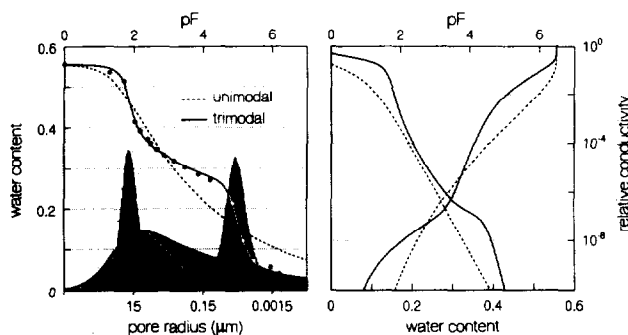 pF
pF
0 2 4 6
0 2 4 6
0.6
0.4
0.2
0
water content
unimodal
trimodal
15 0.15 0.0015
pore radius (μm)
10⁰
10⁻⁴
10⁻⁸
relative conductivity
0 0.2 0.4 0.6
water content